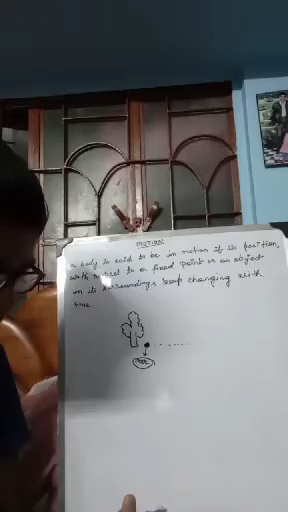 MOTION
A body is said to be in motion if its position,
with respect to a fixed point or an object
in its surroundings keep changing with
time